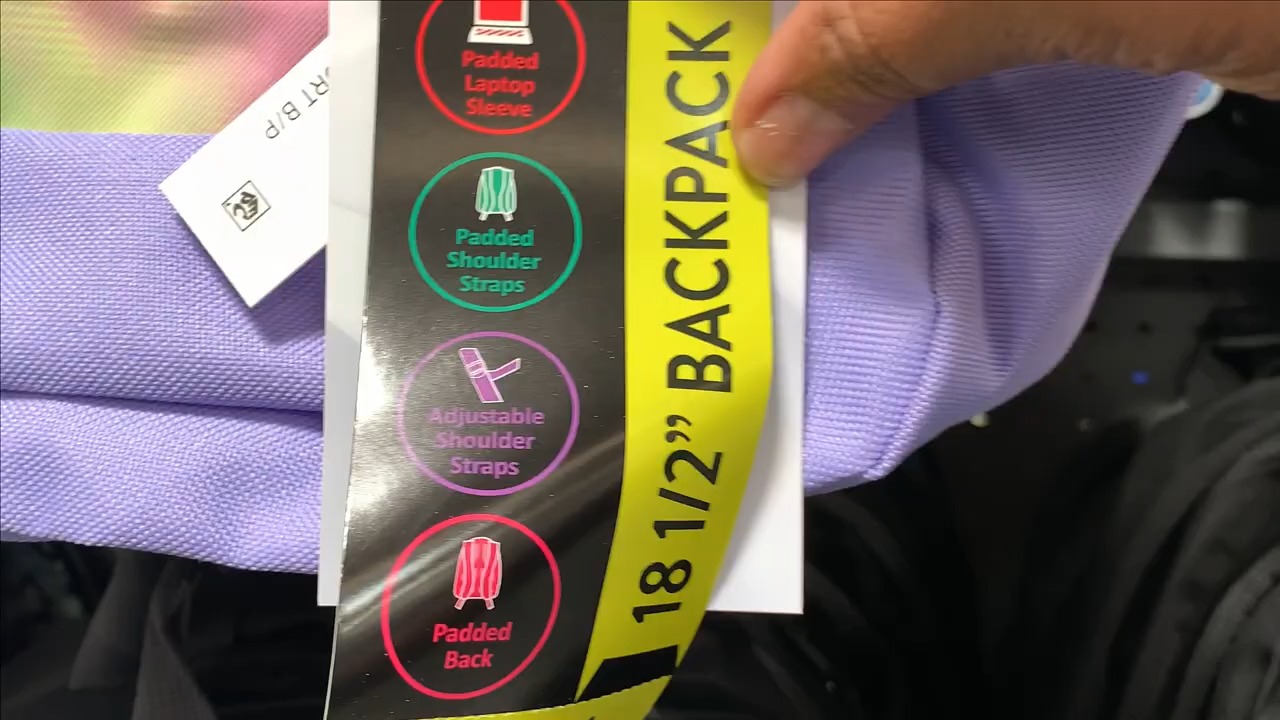 Padded
Laptop
Sleeve
Padded
Shoulder
Straps
Adjustable
Shoulder
Straps
Padded
Back
18 1/2” BACKPACK
RT B/P